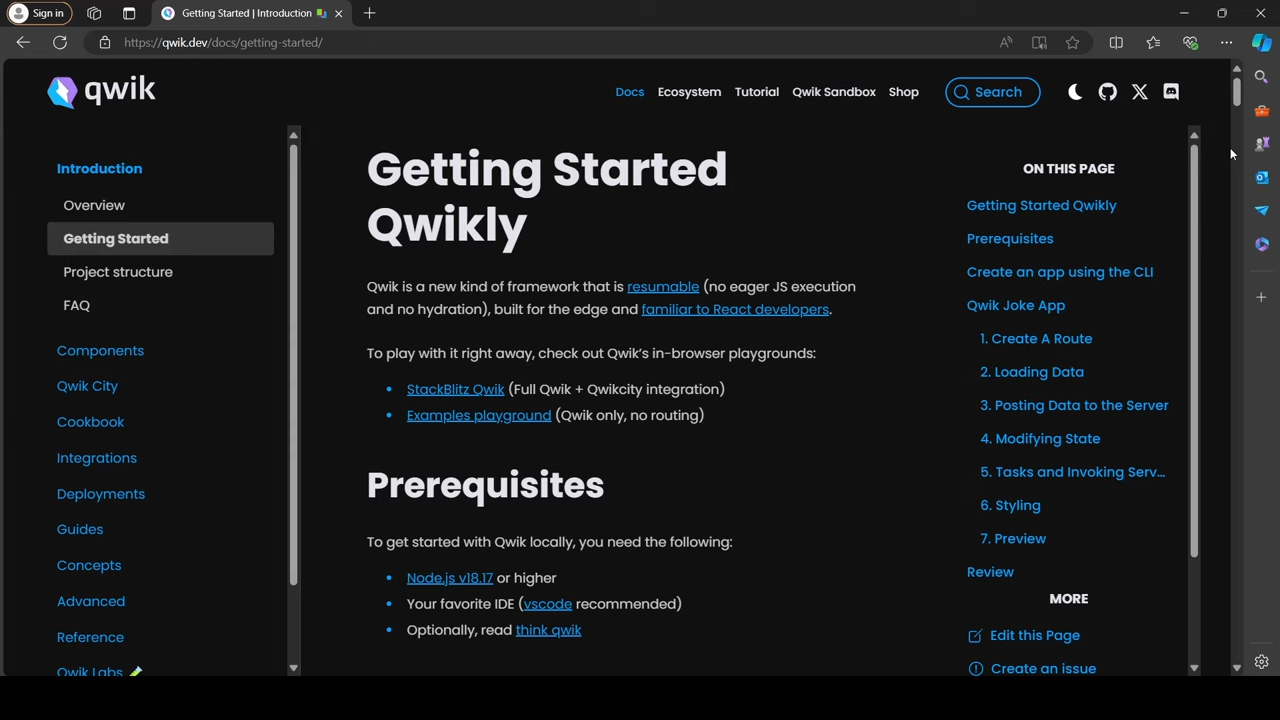 Sign in
Getting Started | Introduction
https://qwik.dev/docs/getting-started/
qwik
Docs Ecosystem Tutorial Qwik Sandbox Shop Search
Introduction
Overview
Getting Started
Project structure
FAQ
Components
Qwik City
Cookbook
Integrations
Deployments
Guides
Concepts
Advanced
Reference
Qwik Labs
Getting Started
Qwikly
Qwik is a new kind of framework that is resumable (no eager JS execution
and no hydration), built for the edge and familiar to React developers.
To play with it right away, check out Qwik's in-browser playgrounds:
• StackBlitz Qwik (Full Qwik + Qwikcity integration)
• Examples playground (Qwik only, no routing)
Prerequisites
To get started with Qwik locally, you need the following:
• Node.js v18.17 or higher
• Your favorite IDE (vscode recommended)
• Optionally, read think qwik
ON THIS PAGE
Getting Started Qwikly
Prerequisites
Create an app using the CLI
Qwik Joke App
1. Create A Route
2. Loading Data
3. Posting Data to the Server
4. Modifying State
5. Tasks and Invoking Serv...
6. Styling
7. Preview
Review
MORE
Edit this Page
Create an issue